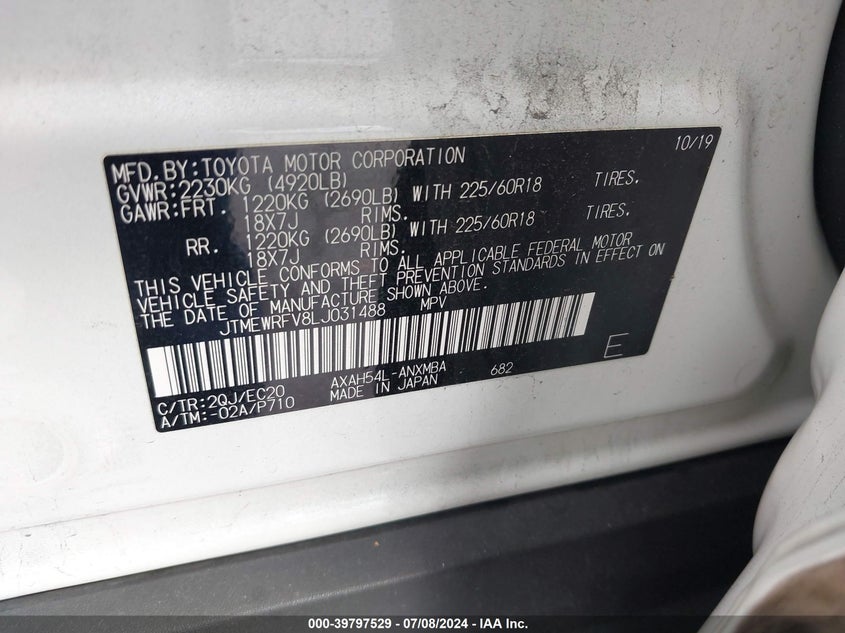 10/19
MFD.BY:TOYOTA MOTOR CORPORATION
GVWR:2230KG (4920LB)
GAWR:FRT. 1220KG (2690LB) WITH 225/60R18 TIRES.
18X7J RIMS.
RR. 1220KG (2690LB) WITH 225/60R18 TIRES.
18X7J RIMS.
THIS VEHICLE CONFORMS TO ALL APPLICABLE FEDERAL MOTOR
VEHICLE SAFETY AND THEFT PREVENTION STANDARDS IN EFFECT ON
THE DATE OF MANUFACTURE SHOWN ABOVE.
JTMEWRFV8LJ031488 MPV
E
C/TR:2QJ/EC20 AXAH54L-ANXMBA 682
A/TM:-02A/P710 MADE IN JAPAN
000-39797529 - 07/08/2024 - IAA Inc.